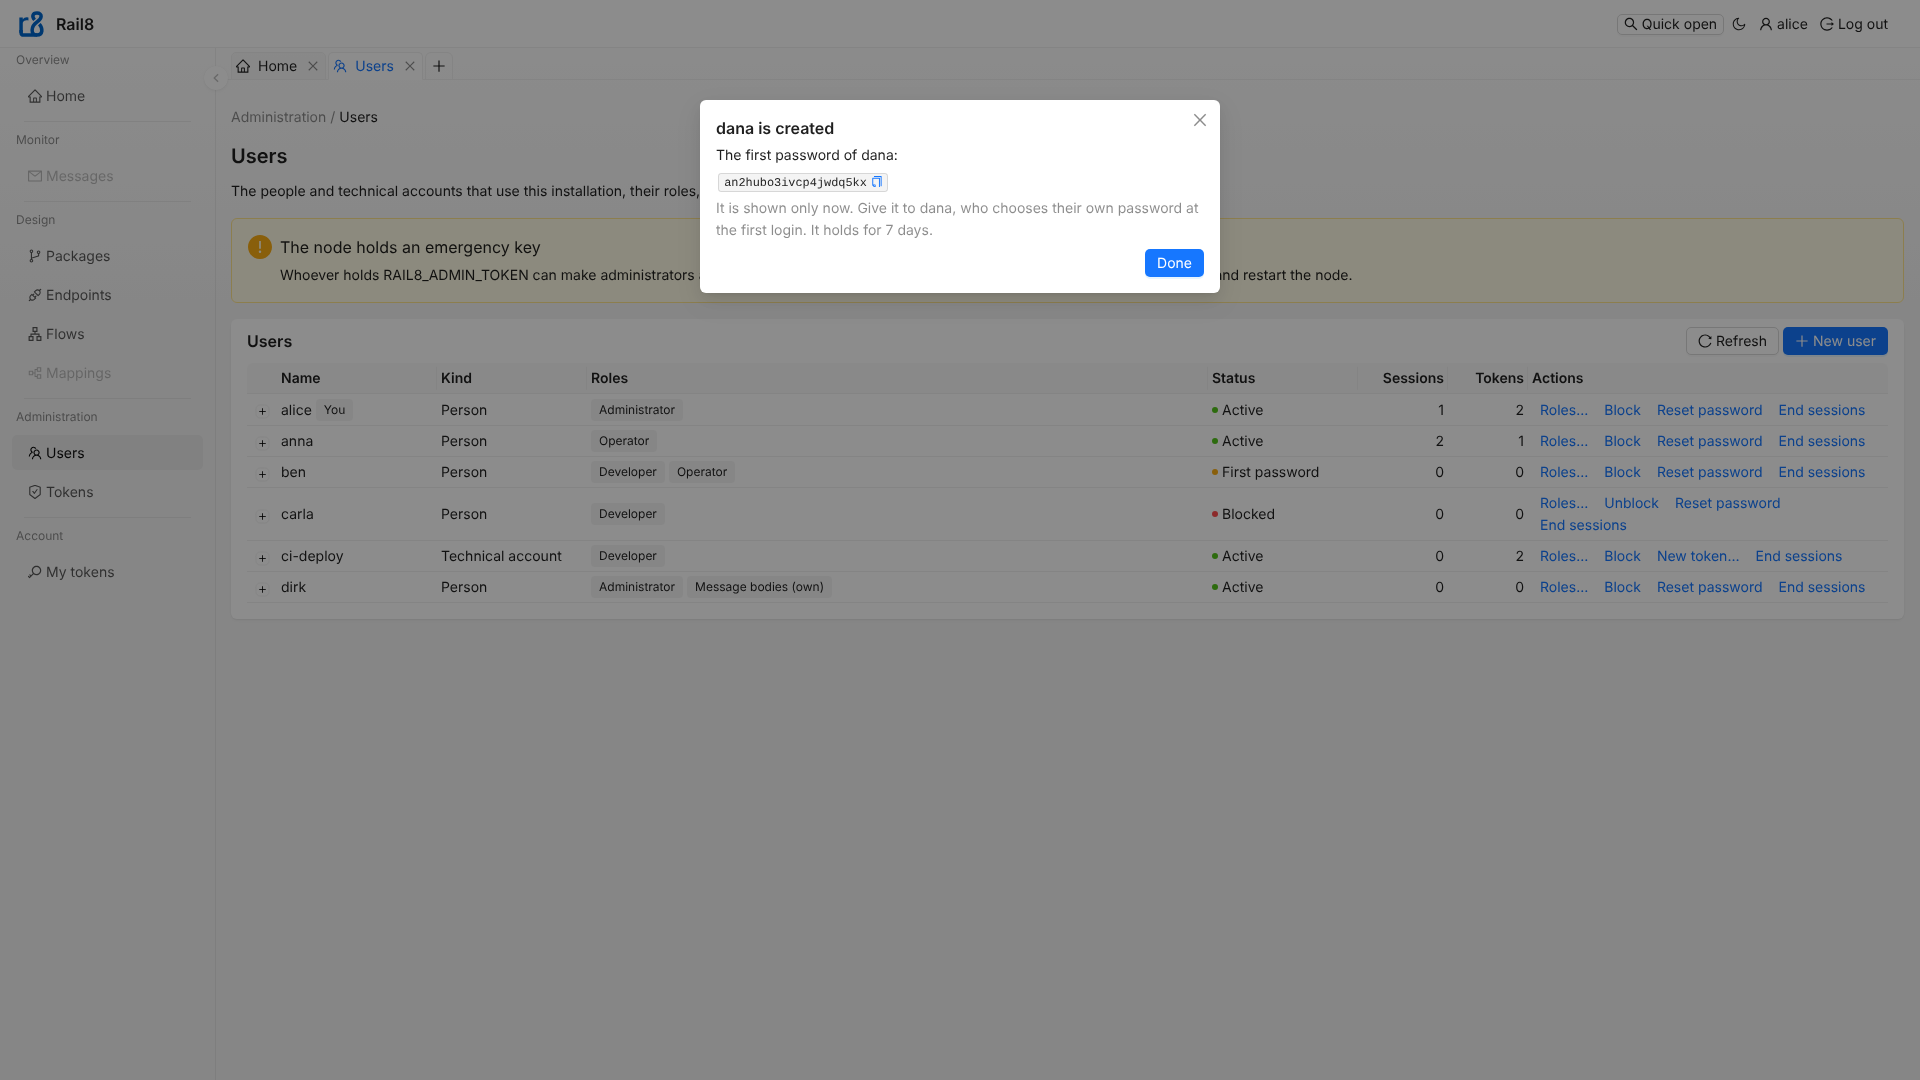 Rail8
Quick open
alice
Log out
Overview
Home
Monitor
Messages
Design
Packages
Endpoints
Flows
Mappings
Administration
Users
Tokens
Account
My tokens
Home
Users
Administration / Users
Users
The people and technical accounts that use this installation, their roles,
The node holds an emergency key
Whoever holds RAIL8_ADMIN_TOKEN can make administrators
and restart the node.
dana is created
The first password of dana:
an2hubo3ivcp4jwdq5kx
It is shown only now. Give it to dana, who chooses their own password at
the first login. It holds for 7 days.
Done
Users
Refresh
New user
Name Kind Roles Status Sessions Tokens Actions
alice You Person Administrator Active 1 2 Roles... Block Reset password End sessions
anna Person Operator Active 2 1 Roles... Block Reset password End sessions
ben Person Developer Operator First password 0 0 Roles... Block Reset password End sessions
carla Person Developer Blocked 0 0 Roles... Unblock Reset password
End sessions
ci-deploy Technical account Developer Active 0 2 Roles... Block New token... End sessions
dirk Person Administrator Message bodies (own) Active 0 0 Roles... Block Reset password End sessions